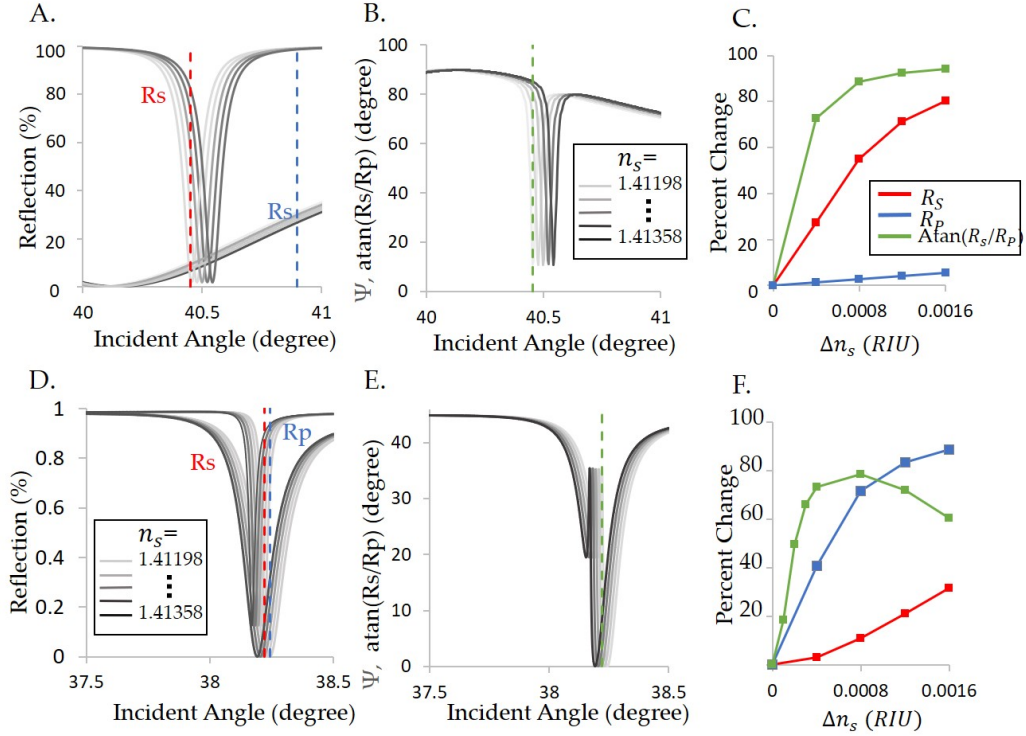 A.
100
80
60
40
20
0
Reflection (%)
Rs
Rs
40
40.5
41
Incident Angle (degree)
B.
100
80
60
40
20
0
Ψ, atan(Rs/Rp) (degree)
nₛ=
1.41198
1.41358
40
40.5
41
Incident Angle (degree)
C.
100
80
60
40
20
0
Percent Change
R_S
R_P
Atan(Rₛ/R_P)
0
0.0008
0.0016
Δnₛ (RIU)
D.
1
0.8
0.6
0.4
0.2
0
Reflection (%)
Rs
Rp
nₛ=
1.41198
1.41358
37.5
38
38.5
Incident Angle (degree)
E.
40
30
20
10
0
Ψ, atan(Rs/Rp) (degree)
37.5
38
38.5
Incident Angle (degree)
F.
100
80
60
40
20
Percent Change
0
0.0008
0.0016
Δnₛ (RIU)